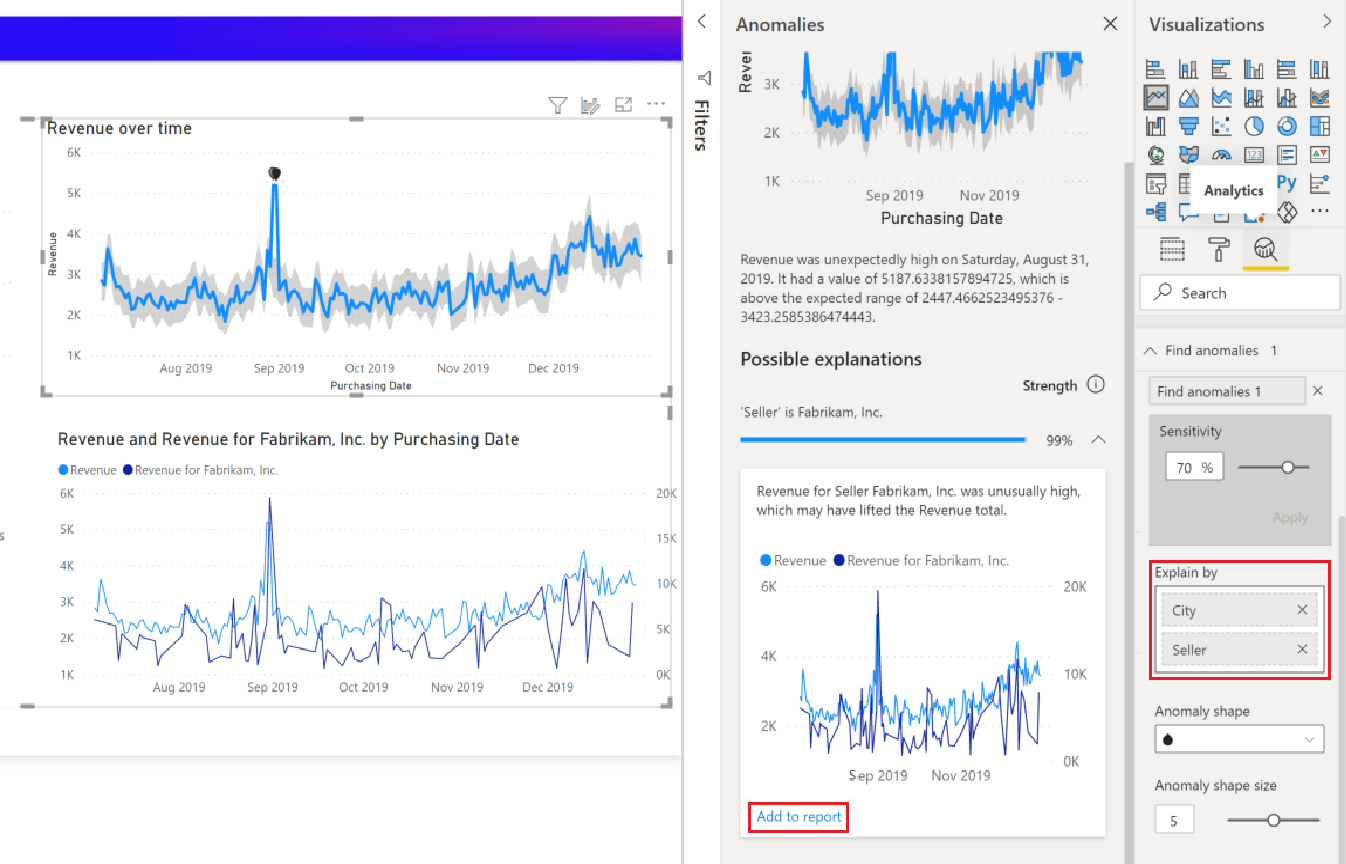 Revenue over time
6K
5K
4K
3K
2K
1K
Revenue
Aug 2019 Sep 2019 Oct 2019 Nov 2019 Dec 2019
Purchasing Date
Revenue and Revenue for Fabrikam, Inc. by Purchasing Date
Revenue Revenue for Fabrikam, Inc.
6K 20K
5K
15K
4K
10K
3K
2K 5K
1K 0K
Aug 2019 Sep 2019 Oct 2019 Nov 2019 Dec 2019
s
Filters
Anomalies
3K
2K
1K
Sep 2019 Nov 2019
Purchasing Date
Revenue was unexpectedly high on Saturday, August 31,
2019. It had a value of 5187.6338157894725, which is
above the expected range of 2447.4662523495376 -
3423.2585386474443.
Possible explanations
Strength
'Seller' is Fabrikam, Inc.
99%
Revenue for Seller Fabrikam, Inc. was unusually high,
which may have lifted the Revenue total.
Revenue Revenue for Fabrikam, Inc.
6K 20K
4K
10K
2K
0K
Sep 2019 Nov 2019
Add to report
Visualizations
123
Py
Analytics
Search
Find anomalies 1
Find anomalies 1
Sensitivity
70 %
Apply
Explain by
City
Seller
Anomaly shape
Anomaly shape size
5